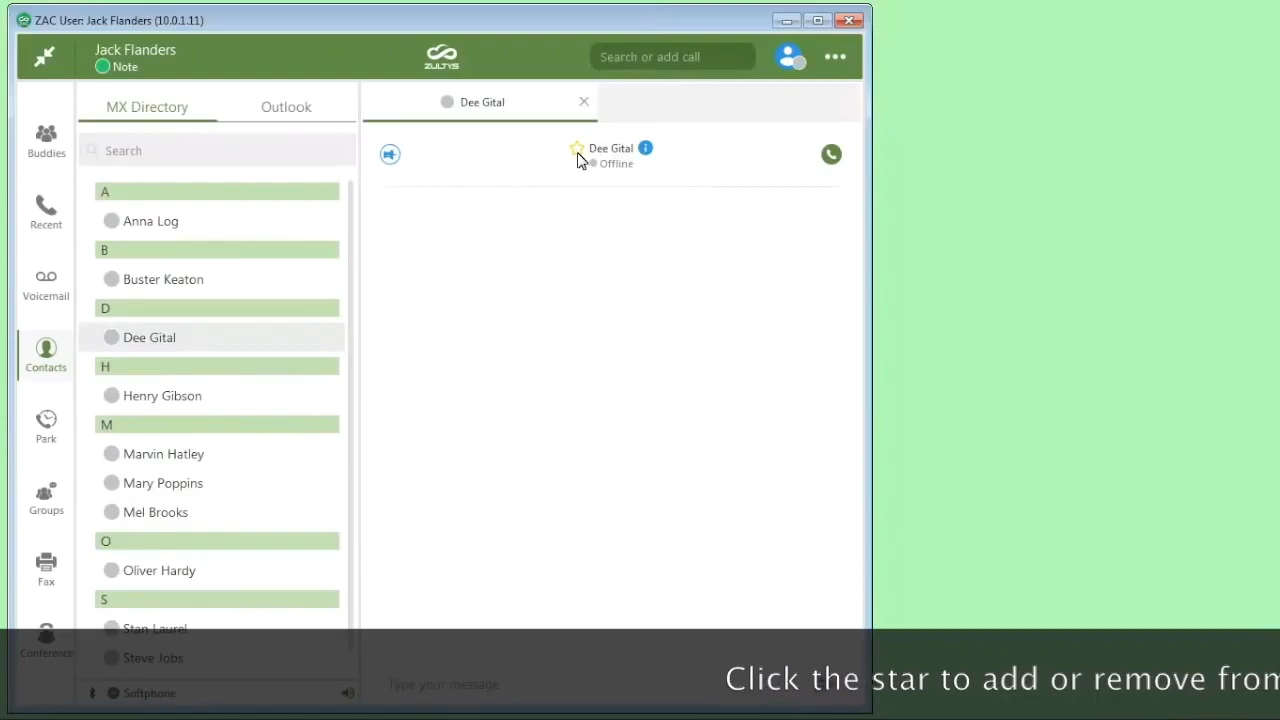 ZAC User: Jack Flanders (10.0.1.11)
Jack Flanders
Note
ZULTYS
Search or add call
MX Directory
Outlook
Dee Gital
Search
Dee Gital
Offline
Buddies
Recent
Voicemail
Contacts
Park
Groups
Fax
Conference
A
Anna Log
B
Buster Keaton
D
Dee Gital
H
Henry Gibson
M
Marvin Hatley
Mary Poppins
Mel Brooks
O
Oliver Hardy
S
Stan Laurel
Steve Jobs
Softphone
Type your message
Click the star to add or remove from